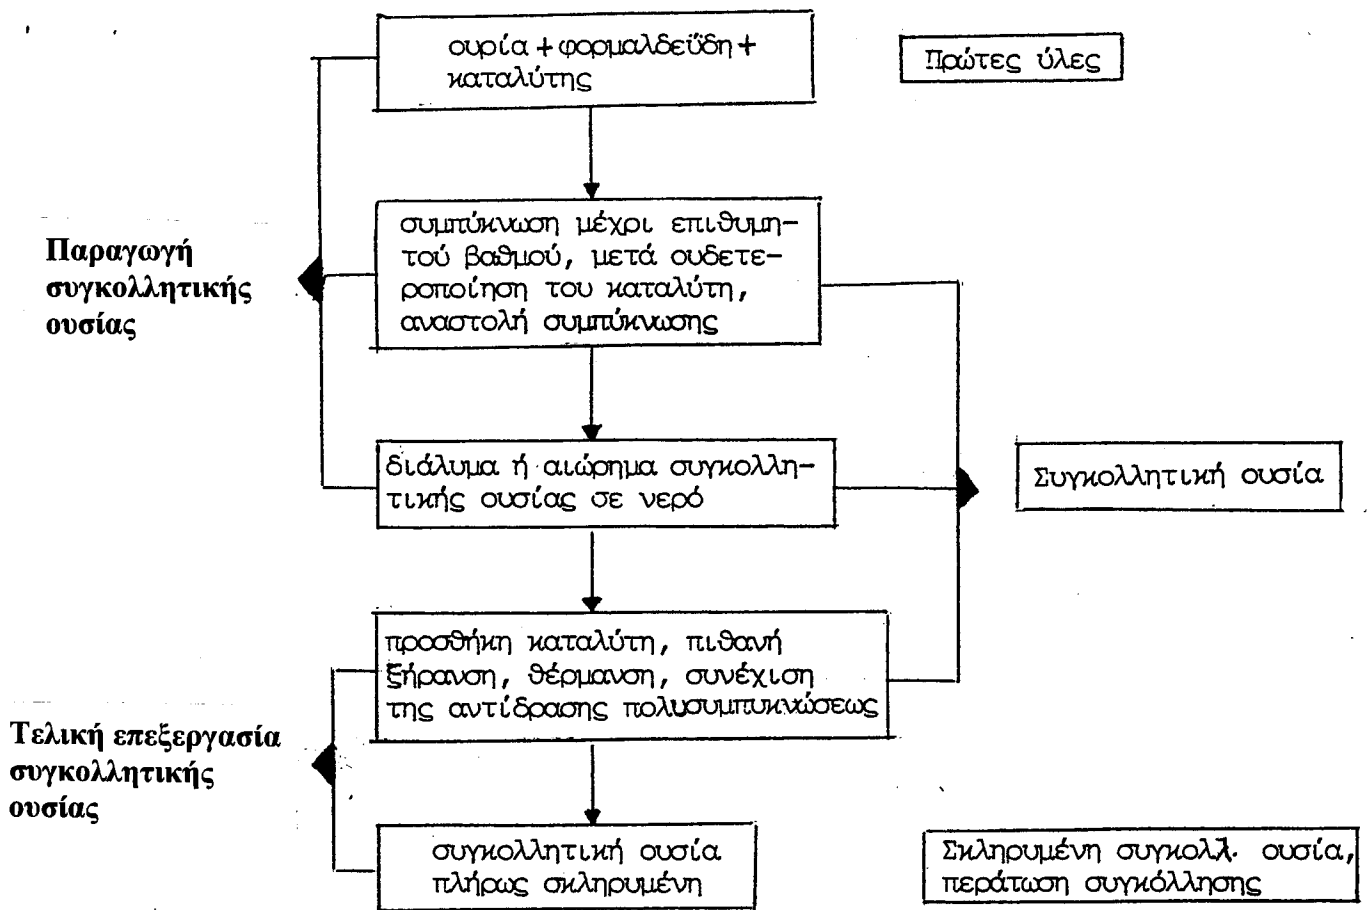 ουρία + φορμαλδεΰδη +
καταλύτης
Πρώτες ύλες
Παραγωγή
συγκολλητικής
ουσίας
συμπύκνωση μέχρι επιθυμη-
τού βαθμού, μετά ουδετε-
ροποίηση του καταλύτη,
αναστολή συμπύκνωσης
διάλυμα ή αιώρημα συγκολλη-
τικής ουσίας σε νερό
Συγκολλητική ουσία
προσθήκη καταλύτη, πιθανή
ξήρανση, θέρμανση, συνέχιση
της αντίδρασης πολυσυμπυκνώσεως
Τελική επεξεργασία
συγκολλητικής
ουσίας
συγκολλητική ουσία
πλήρως σκληρυμένη
Σκληρυμένη συγκολλ. ουσία,
περάτωση συγκόλλησης